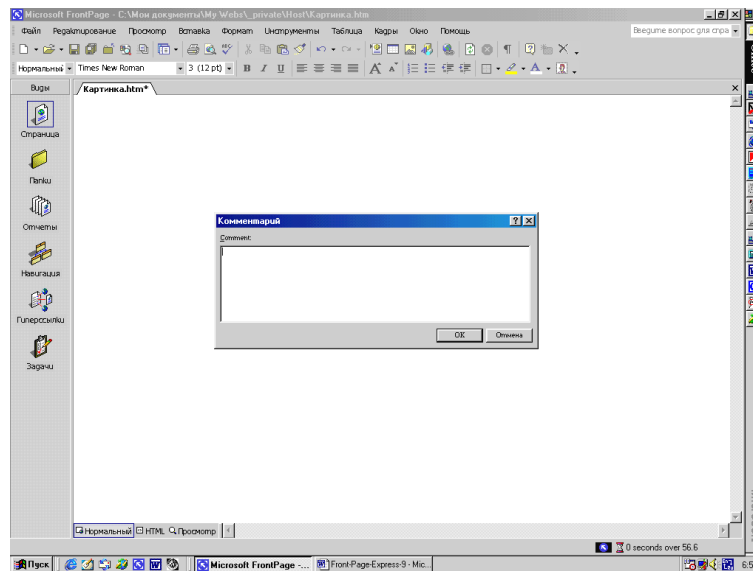 Microsoft FrontPage - C:\Мои документы\My Webs\_private\Host\Картинка.htm
Файл Редактирование Просмотр Вставка Формат Инструменты Таблица Кадры Окно Помощь
Введите вопрос для спра
Нормальный Times New Roman 3 (12 pt)
Виды
Картинка.htm*
Страница
Папки
Отчеты
Навигация
Гиперссылки
Задачи
Комментарий
Comment:
OK Отмена
Нормальный HTML Просмотр
0 seconds over 56.6
Пуск Microsoft FrontPage -... Front-Page-Express-9 - Mic...